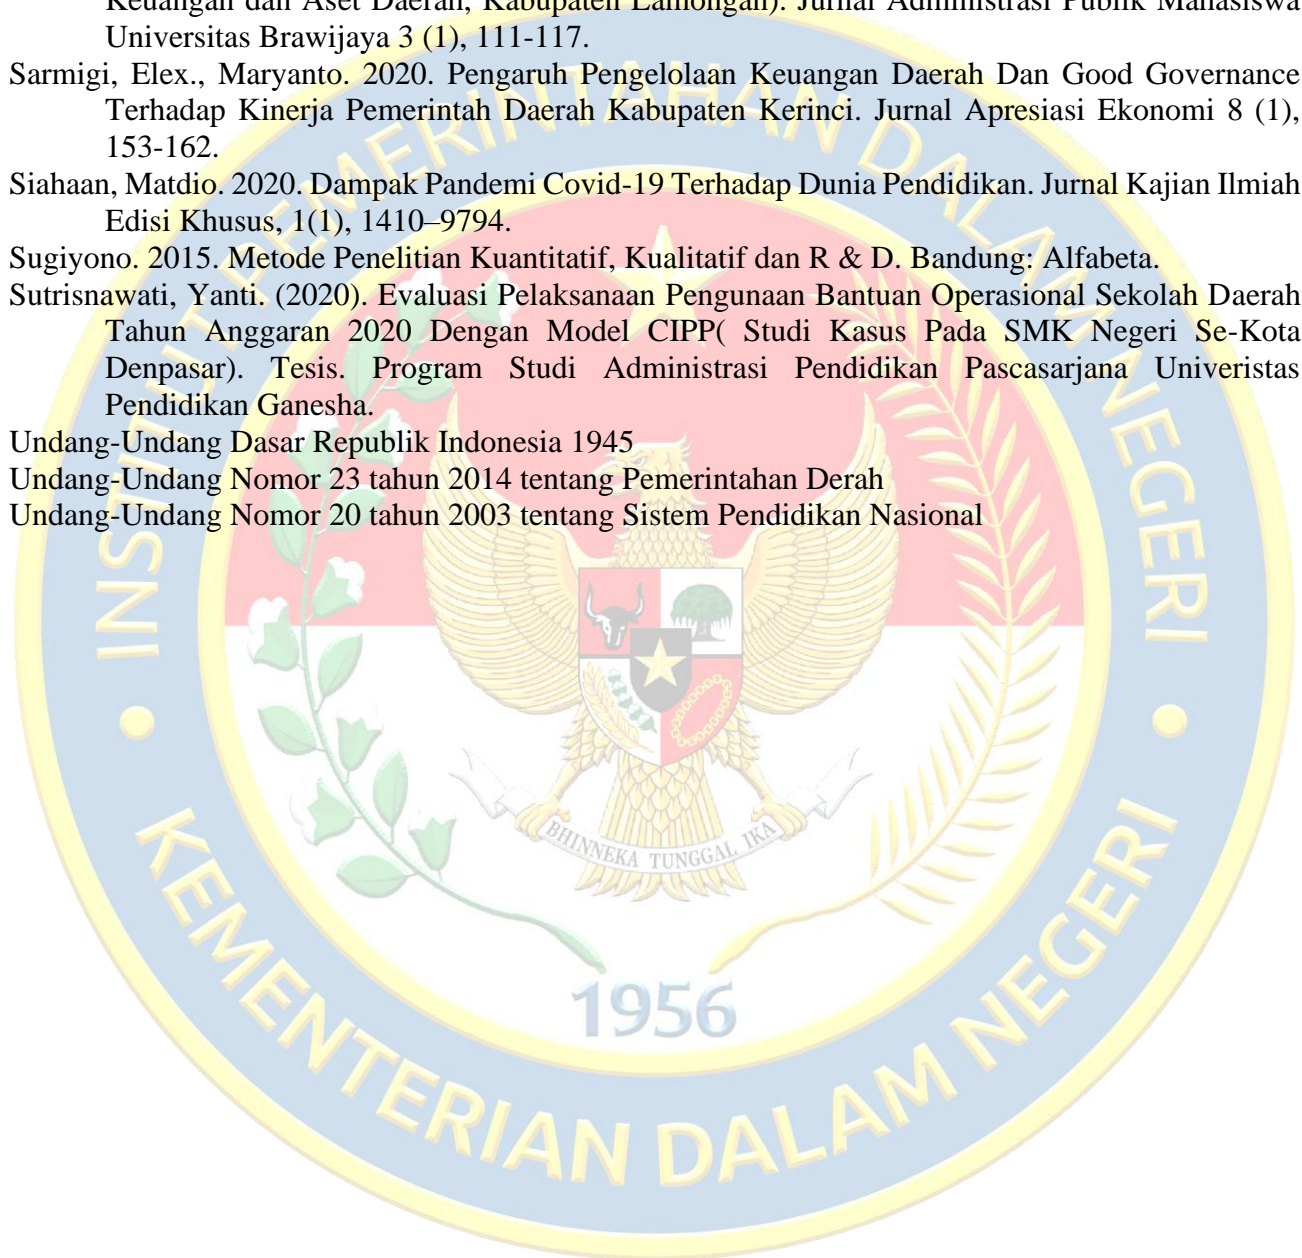 Keuangan dan Aset Daerah, Kabupaten Lamongan). Jurnal Administrasi Publik Mahasiswa
Universitas Brawijaya 3 (1), 111-117.
Sarmigi, Elex., Maryanto. 2020. Pengaruh Pengelolaan Keuangan Daerah Dan Good Governance
Terhadap Kinerja Pemerintah Daerah Kabupaten Kerinci. Jurnal Apresiasi Ekonomi 8 (1),
153-162.
Siahaan, Matdio. 2020. Dampak Pandemi Covid-19 Terhadap Dunia Pendidikan. Jurnal Kajian Ilmiah
Edisi Khusus, 1(1), 1410–9794.
Sugiyono. 2015. Metode Penelitian Kuantitatif, Kualitatif dan R & D. Bandung: Alfabeta.
Sutrisnawati, Yanti. (2020). Evaluasi Pelaksanaan Pengunaan Bantuan Operasional Sekolah Daerah
Tahun Anggaran 2020 Dengan Model CIPP( Studi Kasus Pada SMK Negeri Se-Kota
Denpasar). Tesis. Program Studi Administrasi Pendidikan Pascasarjana Univeristas
Pendidikan Ganesha.
Undang-Undang Dasar Republik Indonesia 1945
Undang-Undang Nomor 23 tahun 2014 tentang Pemerintahan Derah
Undang-Undang Nomor 20 tahun 2003 tentang Sistem Pendidikan Nasional
INSTITUT PEMERINTAHAN DALAM NEGERI
BHINNEKA TUNGGAL IKA
1956
KEMENTERIAN DALAM NEGERI